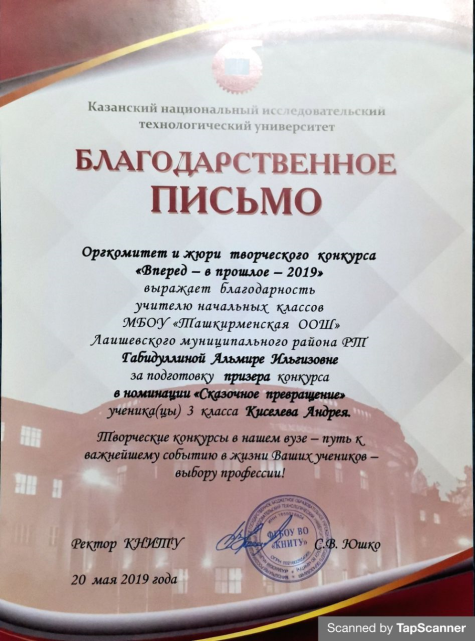 Казанский национальный исследовательский
технологический университет
БЛАГОДАРСТВЕННОЕ
ПИСЬМО
Оргкомитет и жюри творческого конкурса
«Вперед – в прошлое – 2019»
выражает благодарность
учителю начальных классов
МБОУ «Ташкирменская ООШ»
Лаишевского муниципального района РТ
Габидуллиной Альмире Ильгизовне
за подготовку призера конкурса
в номинации «Сказочное превращение»
ученика(цы) 3 класса Киселева Андрея.
Творческие конкурсы в нашем вузе – путь к
важнейшему событию в жизни Ваших учеников –
выбору профессии!
Ректор КНИТУ
ФГБОУ ВО
«КНИТУ»
С.В. Юшко
20 мая 2019 года
Scanned by TapScanner